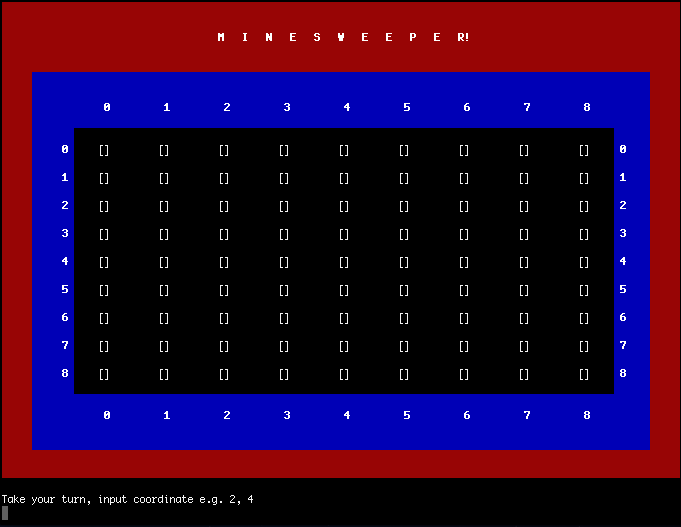 M I N E S W E E P E R!
0 1 2 3 4 5 6 7 8
0 [] [] [] [] [] [] [] [] [] 0
1 [] [] [] [] [] [] [] [] [] 1
2 [] [] [] [] [] [] [] [] [] 2
3 [] [] [] [] [] [] [] [] [] 3
4 [] [] [] [] [] [] [] [] [] 4
5 [] [] [] [] [] [] [] [] [] 5
6 [] [] [] [] [] [] [] [] [] 6
7 [] [] [] [] [] [] [] [] [] 7
8 [] [] [] [] [] [] [] [] [] 8
0 1 2 3 4 5 6 7 8
Take your turn, input coordinate e.g. 2, 4